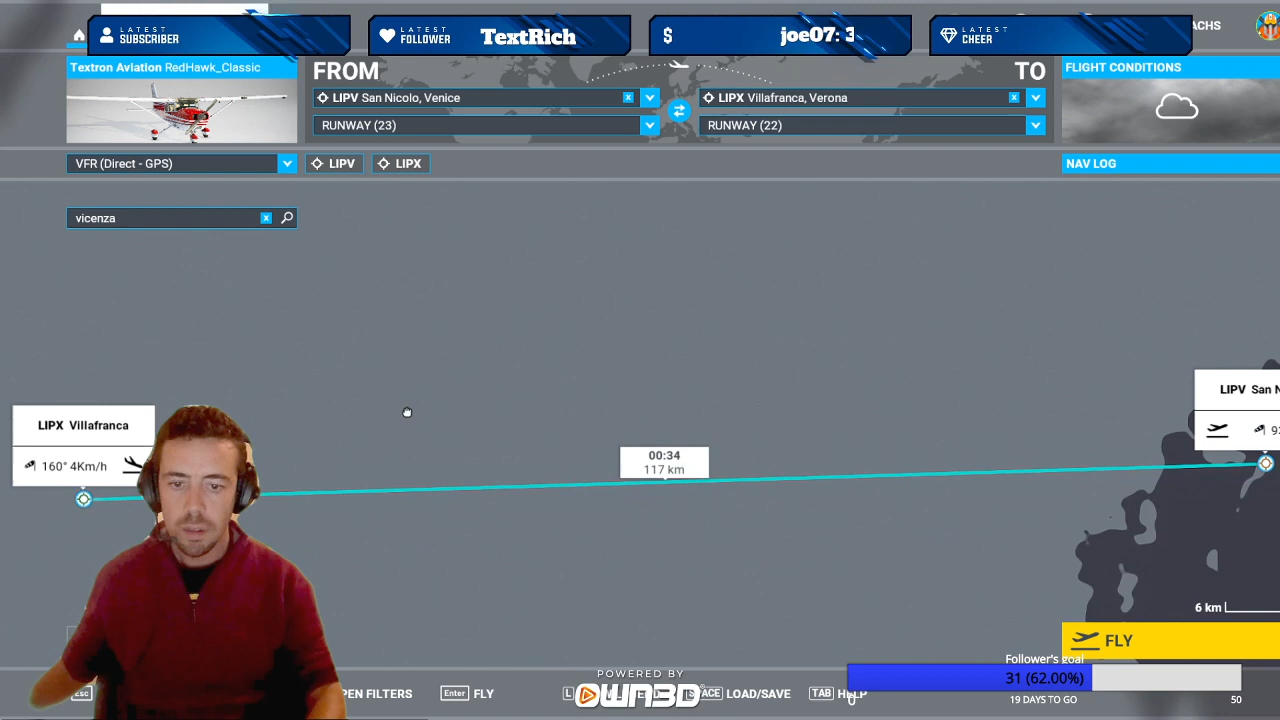 LATEST
SUBSCRIBER
LATEST
FOLLOWER
TextRich
$
joe07: 3
LATEST
CHEER
ACHS
Textron Aviation RedHawk_Classic
FROM
TO
LIPV San Nicolo, Venice
RUNWAY (23)
LIPX Villafranca, Verona
RUNWAY (22)
FLIGHT CONDITIONS
VFR (Direct - GPS)
LIPV
LIPX
NAV LOG
vicenza
LIPX Villafranca
160° 4Km/h
00:34
117 km
LIPV San N
6 km
FLY
Follower's goal
31 (62.00%)
0
19 DAYS TO GO
50
Esc
PEN FILTERS
Enter
FLY
POWERED BY
OWN3D
SPACE
LOAD/SAVE
TAB
HELP